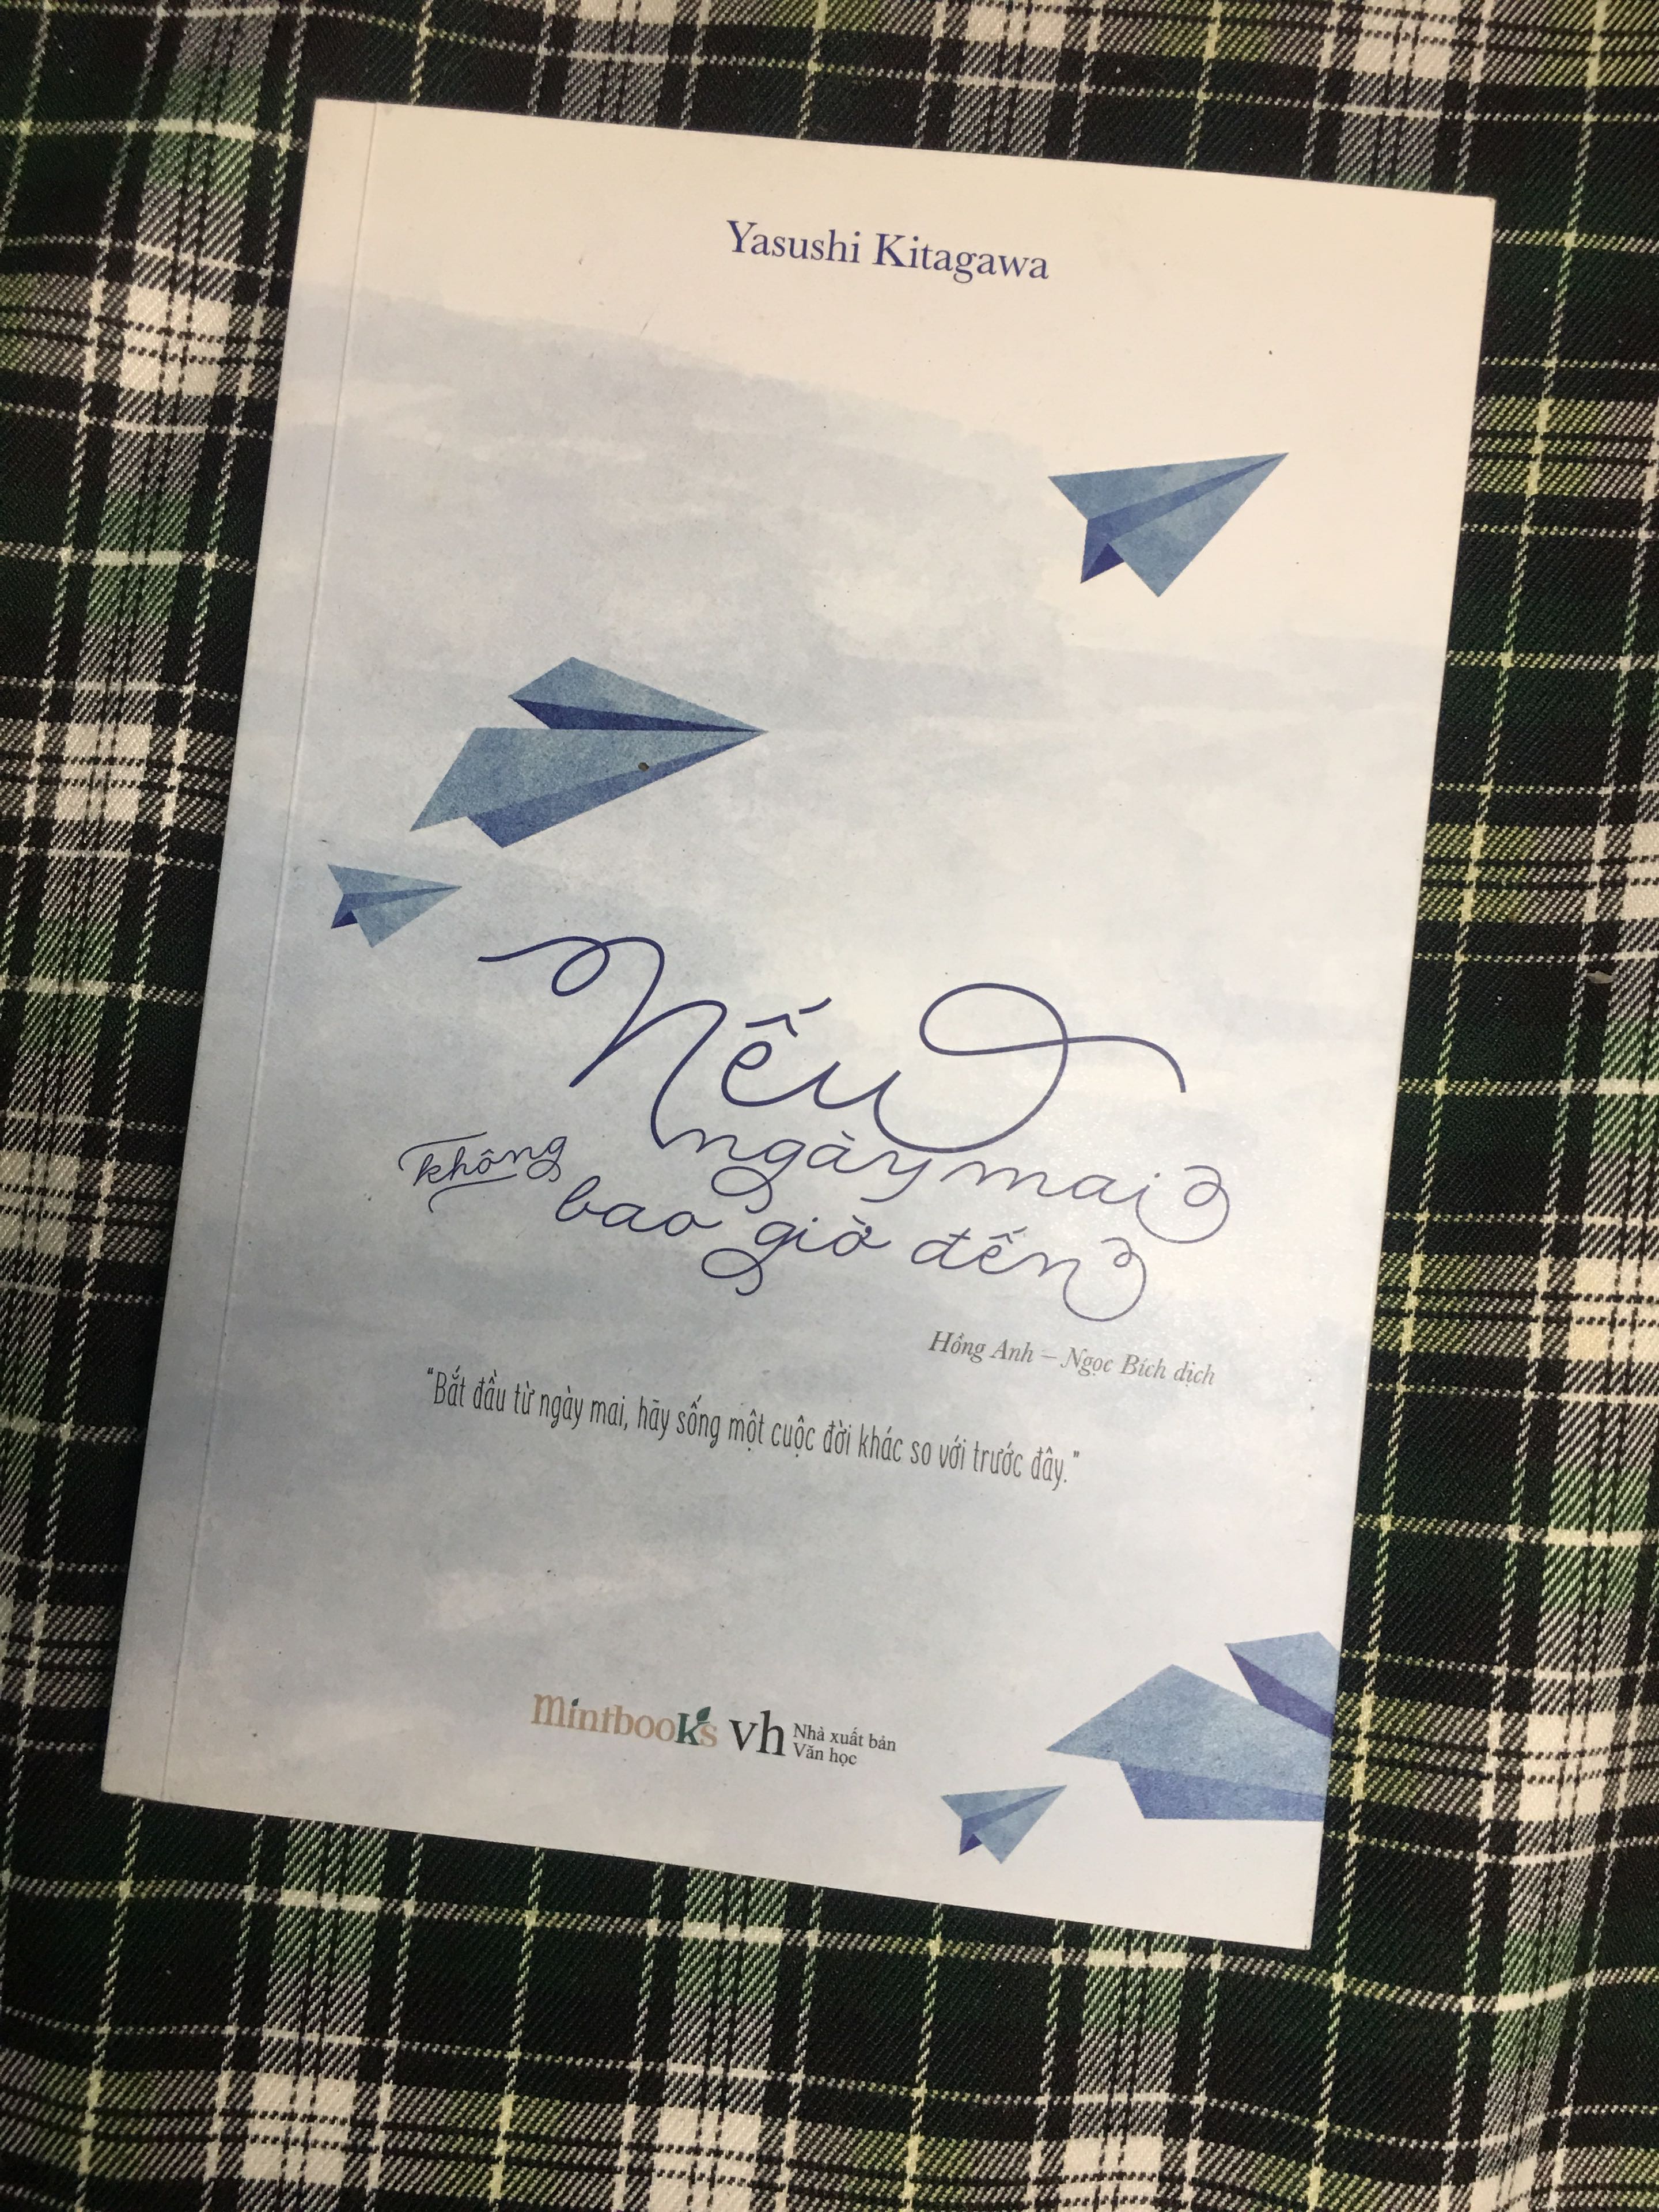 Yasushi Kitagawa
Nếu
ngày mai
không
bao giờ đến
Hồng Anh – Ngọc Bích dịch
“Bắt đầu từ ngày mai, hãy sống một cuộc đời khác so với trước đây.”
mintbooks vh Nhà xuất bản
Văn học